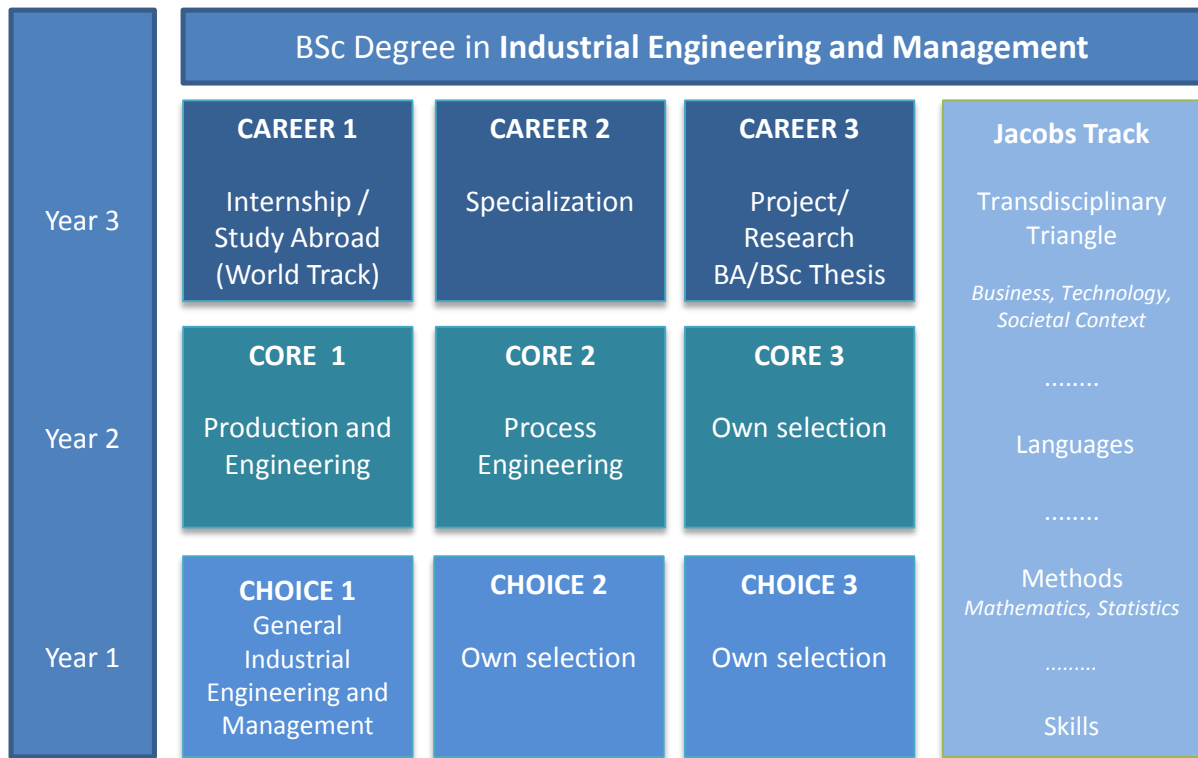 BSc Degree in Industrial Engineering and Management
Year 3
CAREER 1
Internship /
Study Abroad
(World Track)
CAREER 2
Specialization
CAREER 3
Project/
Research
BA/BSc Thesis
Year 2
CORE 1
Production and
Engineering
CORE 2
Process
Engineering
CORE 3
Own selection
Year 1
CHOICE 1
General
Industrial
Engineering and
Management
CHOICE 2
Own selection
CHOICE 3
Own selection
Jacobs Track
Transdisciplinary
Triangle
Business, Technology,
Societal Context
........
Languages
........
Methods
Mathematics, Statistics
.........
Skills